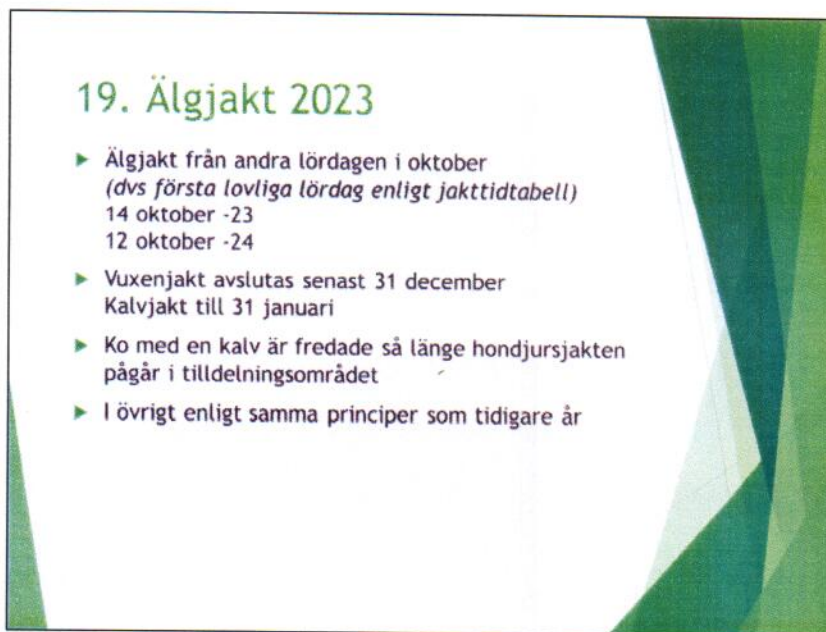 19. Älgjakt 2023
Älgjakt från andra lördagen i oktober
(dvs första lovliga lördag enligt jakttidtabell)
14 oktober -23
12 oktober -24
Vuxenjakt avslutas senast 31 december
Kalvjakt till 31 januari
Ko med en kalv är fredade så länge hondjursjakten
pågår i tilldelningsområdet
I övrigt enligt samma principer som tidigare år